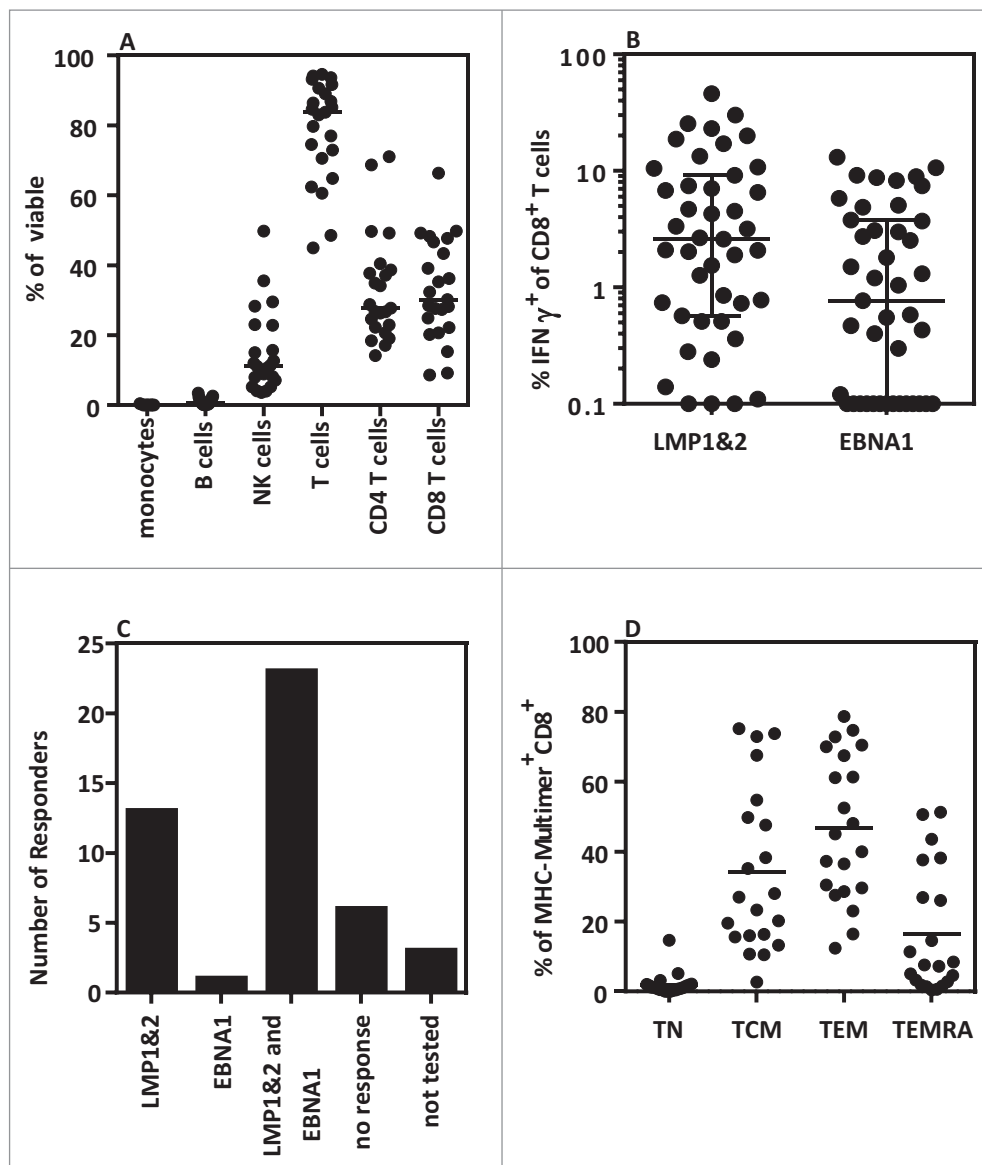 A
% of viable
100
80
60
40
20
0
monocytes
B cells
NK cells
T cells
CD4 T cells
CD8 T cells
B
% IFN γ+ of CD8+ T cells
100
10
1
0.1
LMP1&2
EBNA1
C
Number of Responders
25
20
15
10
5
0
LMP1&2
EBNA1
LMP1&2 and
EBNA1
no response
not tested
D
% of MHC-Multimer+CD8+
100
80
60
40
20
0
TN
TCM
TEM
TEMRA